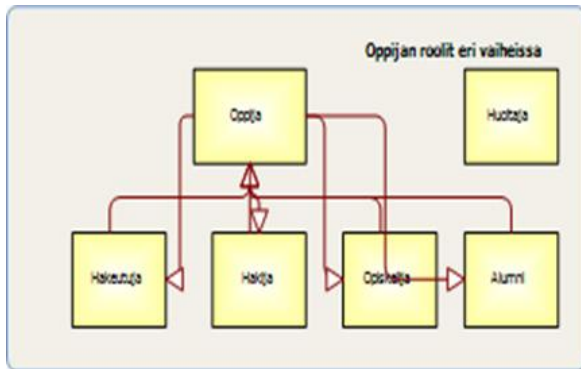 Oppijan roolit eri vaiheissa
Oppija
Huoltaja
Hakeutuja
Hakija
Opiskelija
Alumni